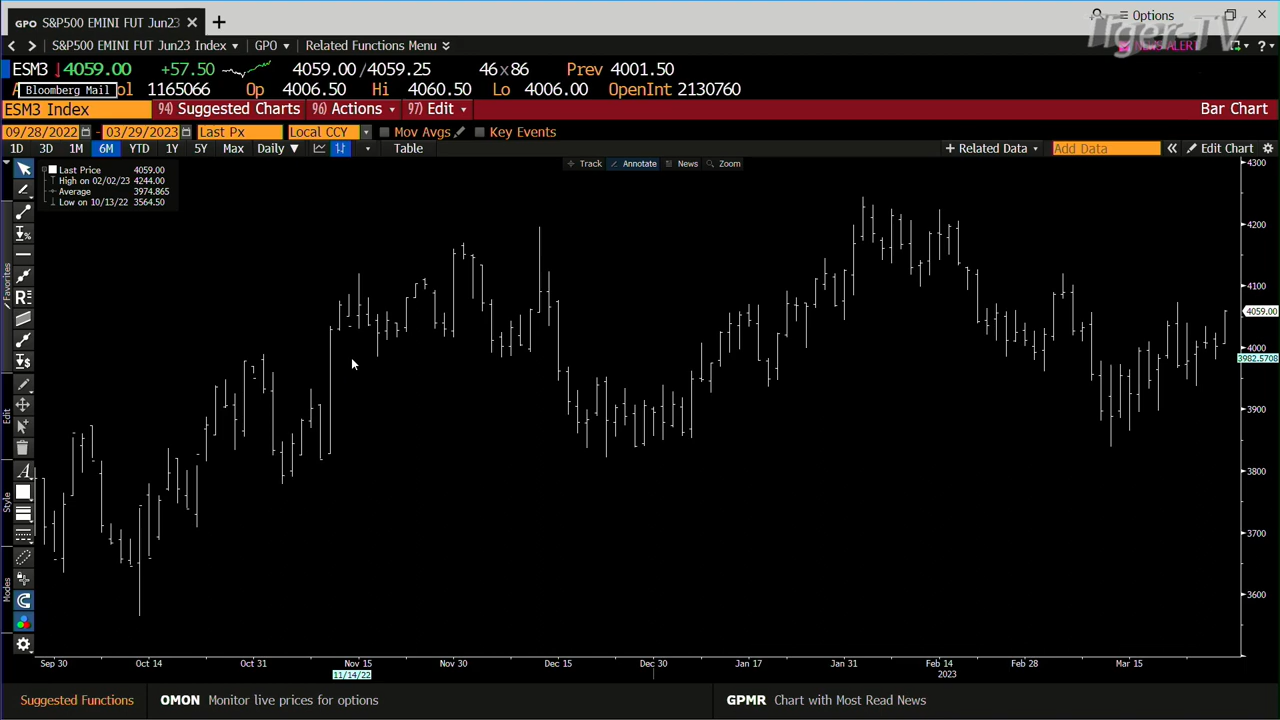 GPO S&P500 EMINI FUT Jun23
Options
Tiger-TV
NEWS ALERT
S&P500 EMINI FUT Jun23 Index GPO Related Functions Menu
ESM3 4059.00 +57.50 4059.00/4059.25 46x86 Prev 4001.50
Bloomberg Mail 1165066 Op 4006.50 Hi 4060.50 Lo 4006.00 OpenInt 2130760
ESM3 Index 94) Suggested Charts 96) Actions 97) Edit Bar Chart
09/28/2022 - 03/29/2023 Last Px Local CCY Mov Avgs Key Events
1D 3D 1M 6M YTD 1Y 5Y Max Daily ▼ Table + Related Data Add Data « Edit Chart
Track Annotate News Zoom
Last Price 4059.00
High on 02/02/23 4244.00
Average 3974.865
Low on 10/13/22 3564.50
4300
4200
4100
4059.00
4000
3982.5708
3900
3800
3700
3600
Favorites
Edit
Style
Modes
Sep 30 Oct 14 Oct 31 Nov 15 Nov 30 Dec 15 Dec 30 Jan 17 Jan 31 Feb 14 Feb 28 Mar 15
11/14/22 2023
Suggested Functions OMON Monitor live prices for options GPMR Chart with Most Read News